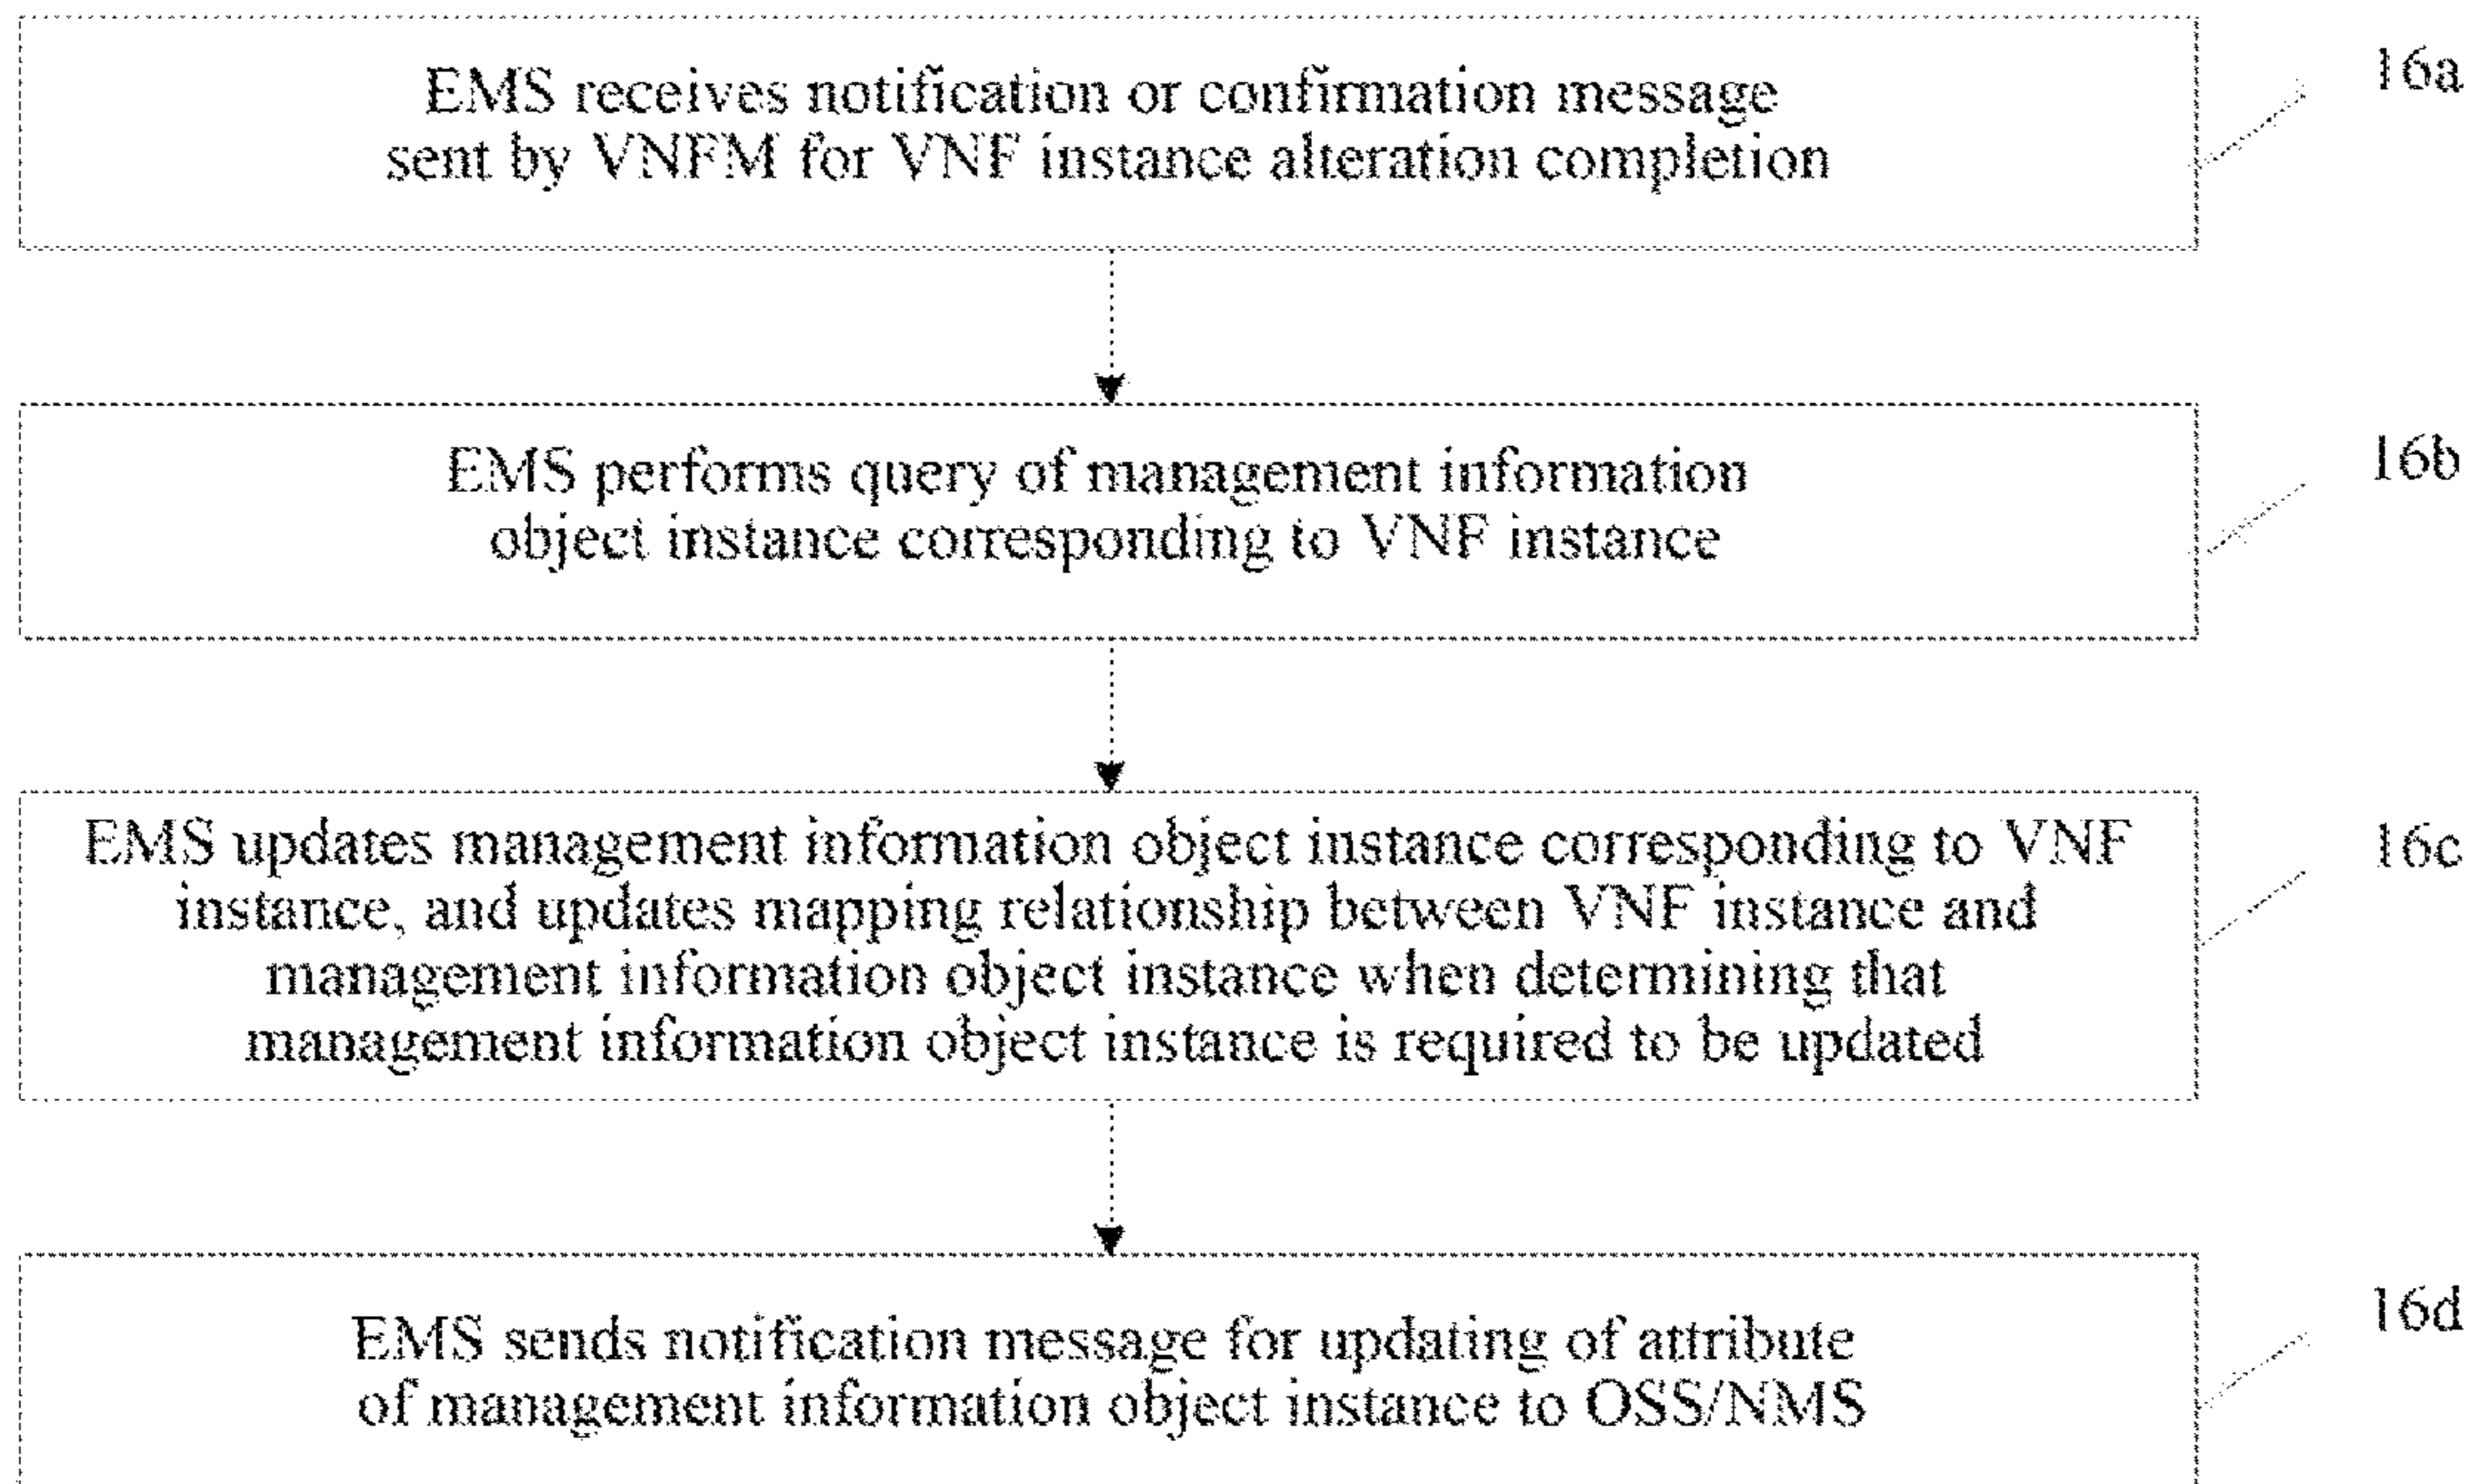 EMS receives notification or confirmation message
sent by VNFM for VNF instance alteration completion
16a
EMS performs query of management information
object instance corresponding to VNF instance
16b
EMS updates management information object instance corresponding to VNF
instance, and updates mapping relationship between VNF instance and
management information object instance when determining that
management information object instance is required to be updated
16c
EMS sends notification message for updating of attribute
of management information object instance to OSS/NMS
16d